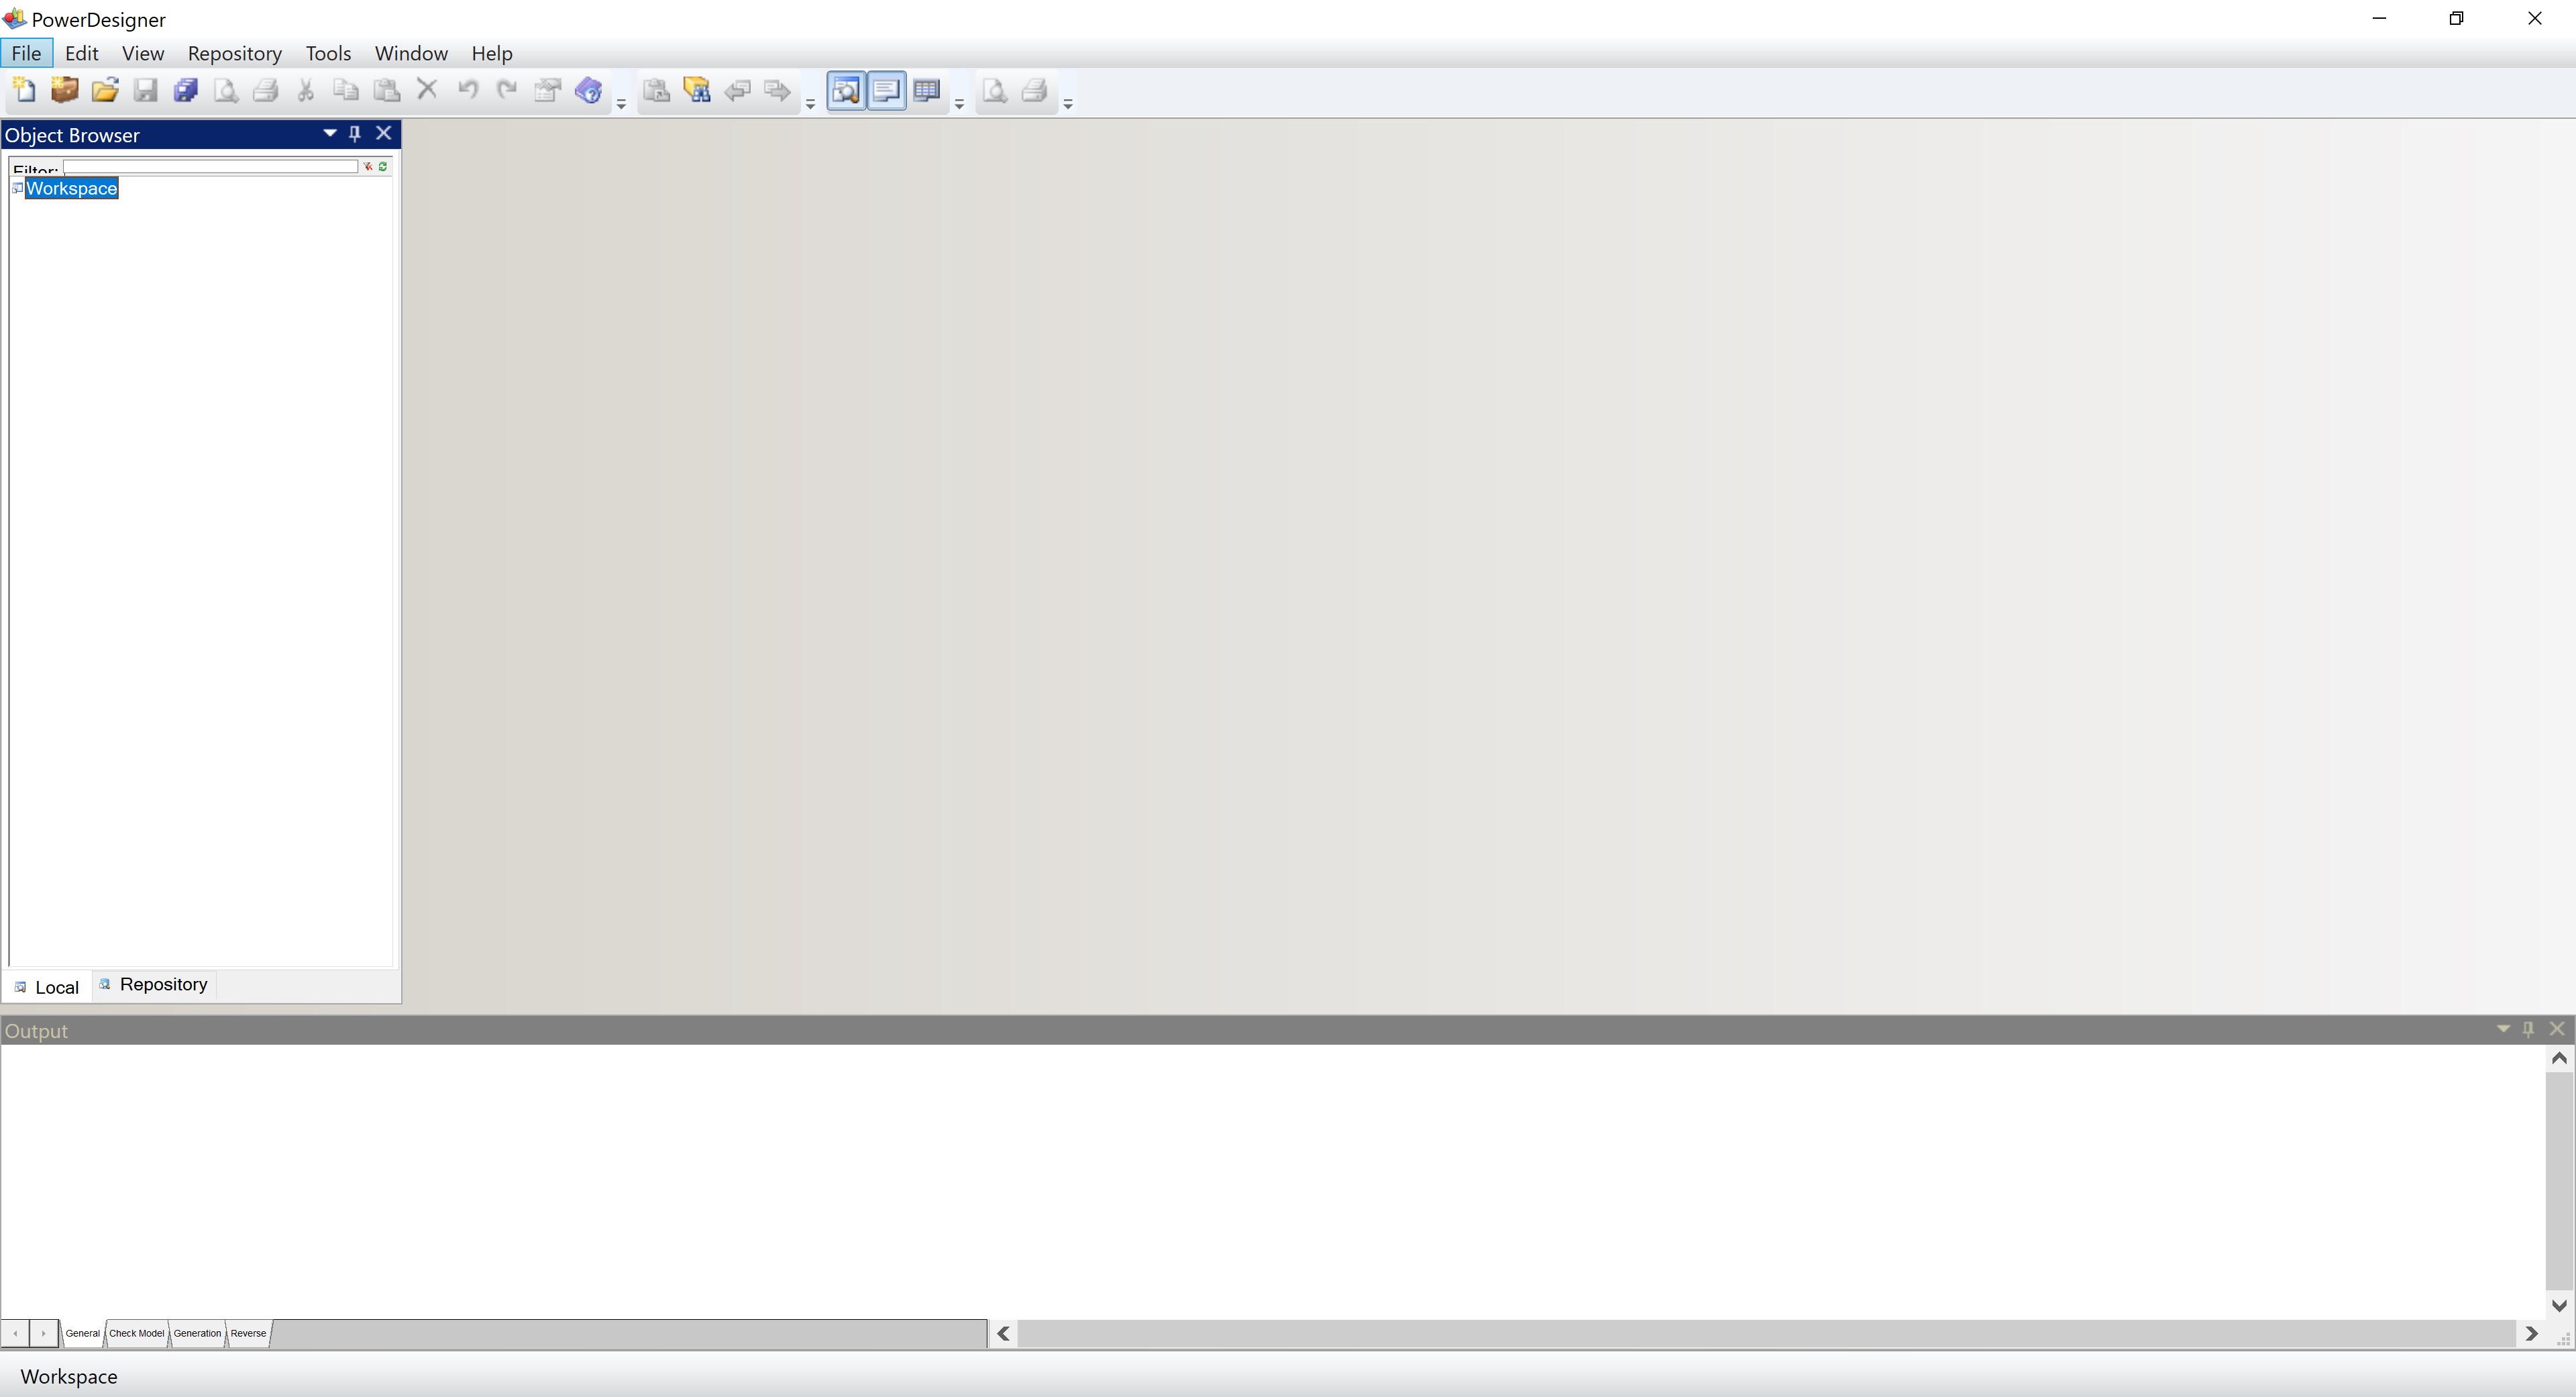 PowerDesigner
File Edit View Repository Tools Window Help
Object Browser
Filter:
Workspace
Local Repository
Output
General Check Model Generation Reverse
Workspace